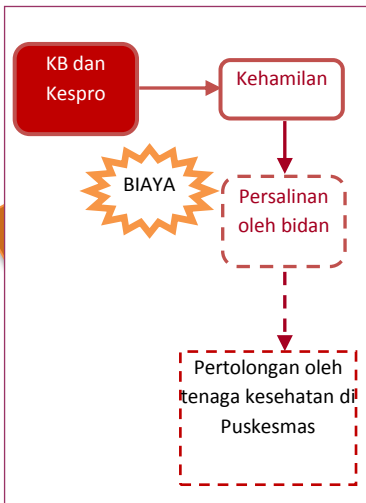 KB dan
Kespro
Kehamilan
BIAYA
Persalinan
oleh bidan
Pertolongan oleh
tenaga kesehatan di
Puskesmas